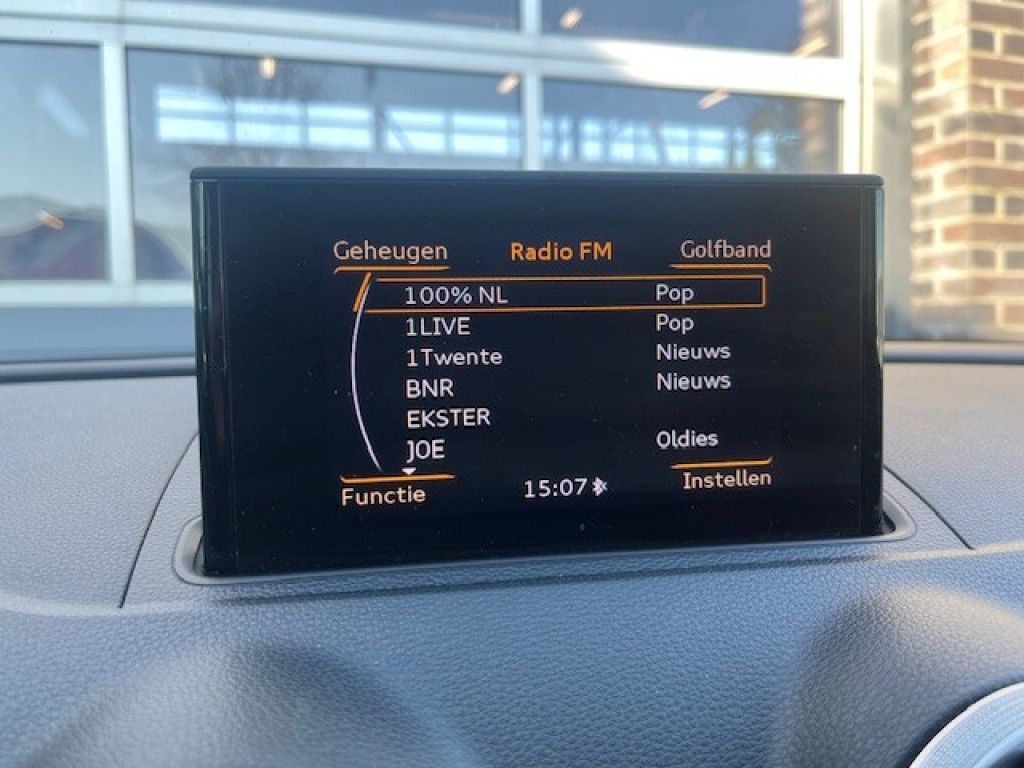 Geheugen Radio FM Golfband
100% NL Pop
1LIVE Pop
1Twente Nieuws
BNR Nieuws
EKSTER
JOE Oldies
Functie 15:07 Instellen